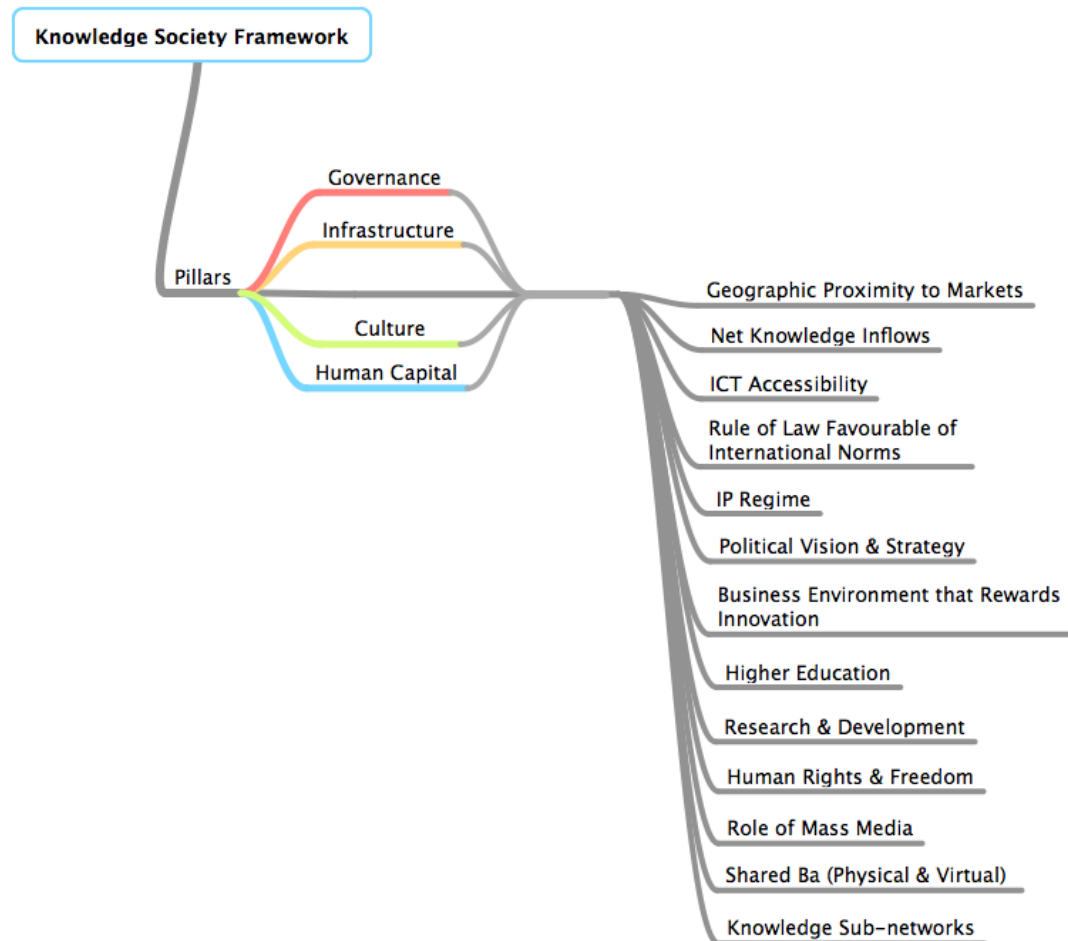 Knowledge Society Framework
Governance
Infrastructure
Pillars
Culture
Human Capital
Geographic Proximity to Markets
Net Knowledge Inflows
ICT Accessibility
Rule of Law Favourable of
International Norms
IP Regime
Political Vision & Strategy
Business Environment that Rewards
Innovation
Higher Education
Research & Development
Human Rights & Freedom
Role of Mass Media
Shared Ba (Physical & Virtual)
Knowledge Sub-networks